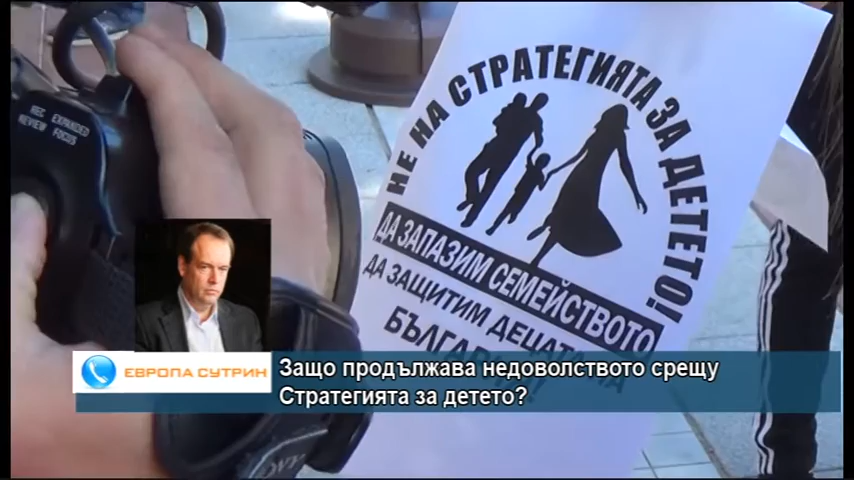 REC EXPANDED
REVIEW FOCUS
НЕ НА СТРАТЕГИЯТА ЗА ДЕТЕТО!
ДА ЗАПАЗИМ СЕМЕЙСТВОТО
ДА ЗАЩИТИМ ДЕЦАТА НА
ЕВРОПА СУТРИН
Защо продължава недоволството срещу
Стратегията за детето?